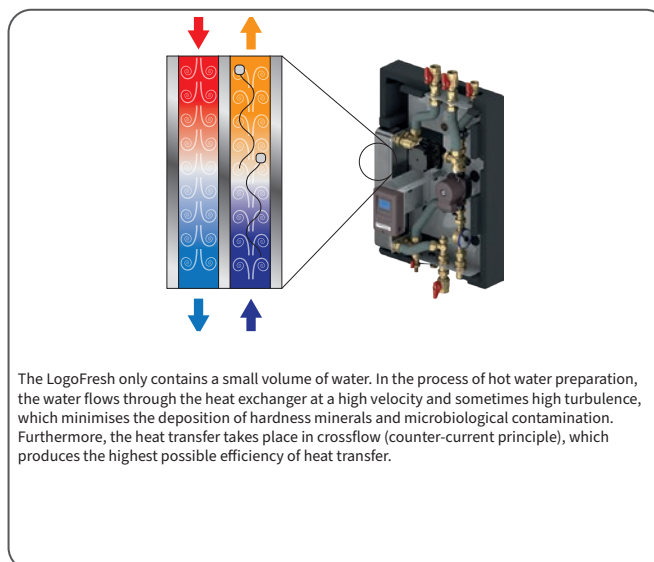 The LogoFresh only contains a small volume of water. In the process of hot water preparation,
the water flows through the heat exchanger at a high velocity and sometimes high turbulence,
which minimises the deposition of hardness minerals and microbiological contamination.
Furthermore, the heat transfer takes place in crossflow (counter-current principle), which
produces the highest possible efficiency of heat transfer.